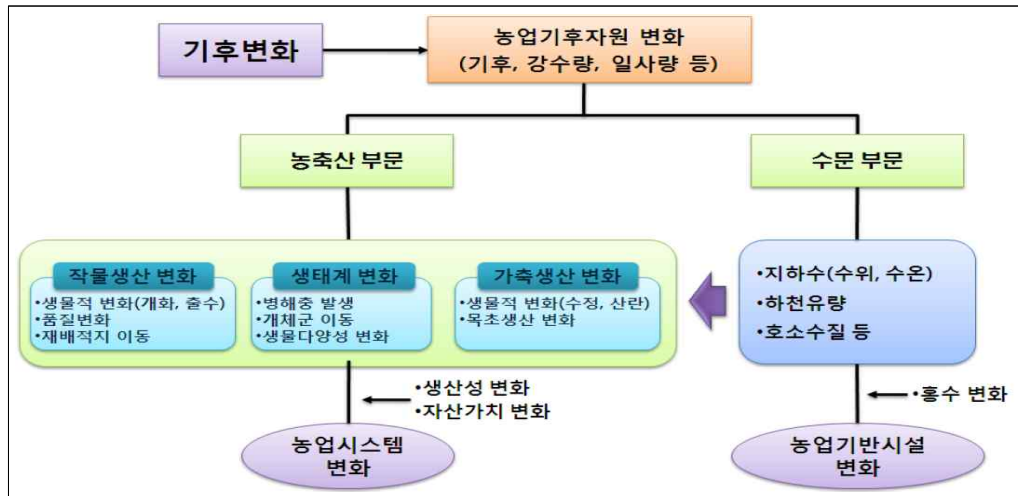 기후변화
농업기후자원 변화
(기후, 강수량, 일사량 등)
농축산 부문
수문 부문
작물생산 변화
•생물적 변화(개화, 출수)
•품질변화
•재배적지 이동
생태계 변화
•병해충 발생
•개체군 이동
•생물다양성 변화
가축생산 변화
•생물적 변화(수정, 산란)
•목초생산 변화
•지하수(수위, 수온)
•하천유량
•호소수질 등
•생산성 변화
•자산가치 변화
•홍수 변화
농업시스템
변화
농업기반시설
변화